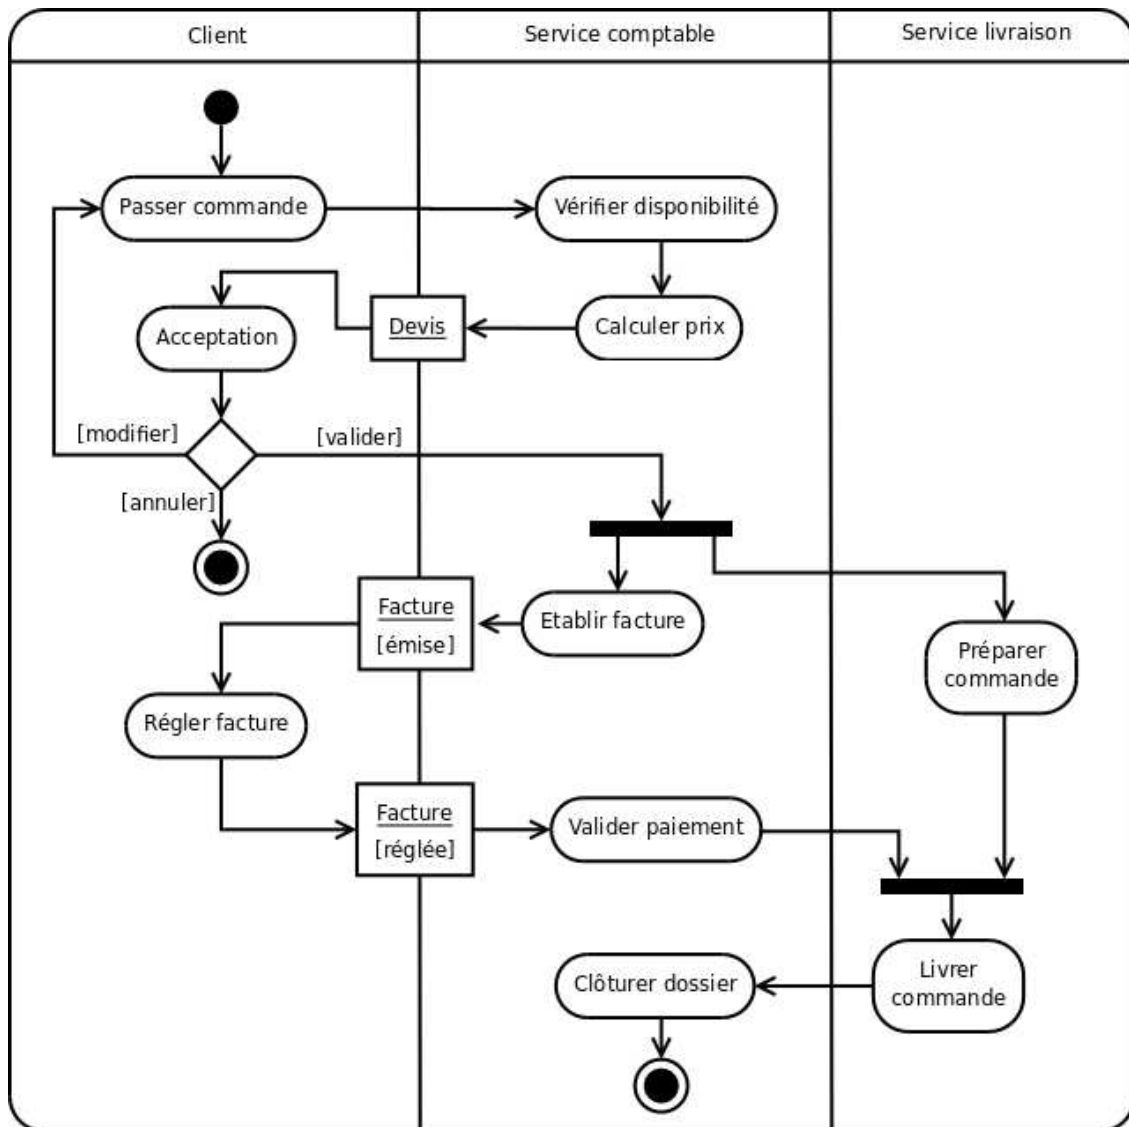 Client
Service comptable
Service livraison
Passer commande
Vérifier disponibilité
Acceptation
Devis
Calculer prix
[modifier]
[valider]
[annuler]
Facture
[émise]
Etablir facture
Préparer
commande
Régler facture
Facture
[réglée]
Valider paiement
Clôturer dossier
Livrer
commande